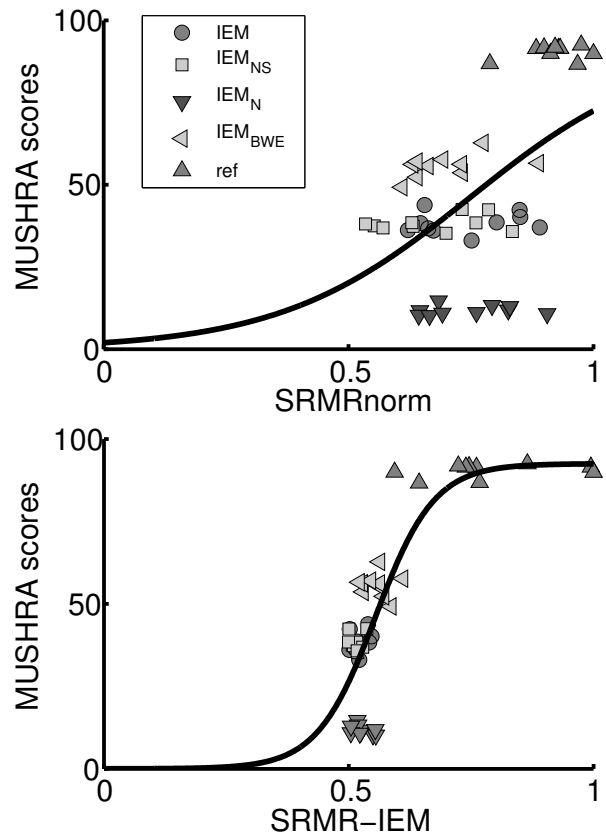 100
50
0
MUSHRA scores
IEM
IEM_NS
IEM_N
IEM_BWE
ref
0 0.5 1
SRMRnorm
100
50
0
MUSHRA scores
0 0.5 1
SRMR-IEM